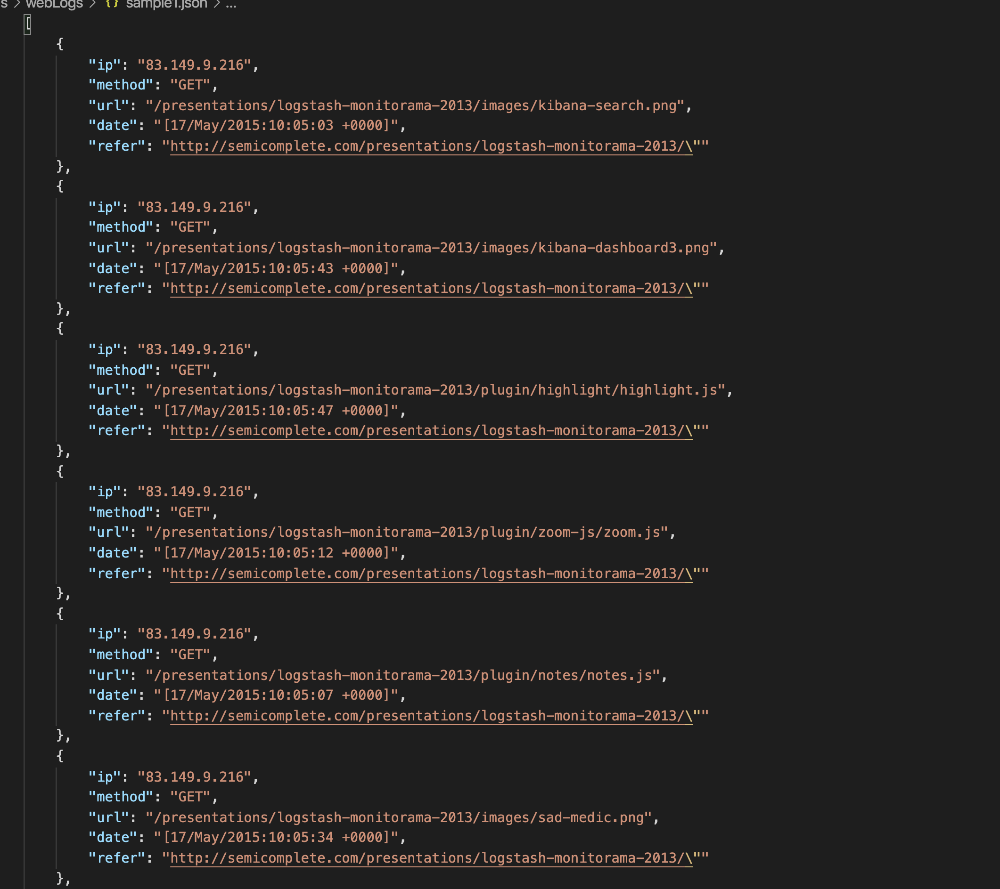 s > webLogs > {} sample1.json > ...
[
{
"ip": "83.149.9.216",
"method": "GET",
"url": "/presentations/logstash-monitorama-2013/images/kibana-search.png",
"date": "[17/May/2015:10:05:03 +0000]",
"refer": "http://semicomplete.com/presentations/logstash-monitorama-2013/\""
},
{
"ip": "83.149.9.216",
"method": "GET",
"url": "/presentations/logstash-monitorama-2013/images/kibana-dashboard3.png",
"date": "[17/May/2015:10:05:43 +0000]",
"refer": "http://semicomplete.com/presentations/logstash-monitorama-2013/\""
},
{
"ip": "83.149.9.216",
"method": "GET",
"url": "/presentations/logstash-monitorama-2013/plugin/highlight/highlight.js",
"date": "[17/May/2015:10:05:47 +0000]",
"refer": "http://semicomplete.com/presentations/logstash-monitorama-2013/\""
},
{
"ip": "83.149.9.216",
"method": "GET",
"url": "/presentations/logstash-monitorama-2013/plugin/zoom-js/zoom.js",
"date": "[17/May/2015:10:05:12 +0000]",
"refer": "http://semicomplete.com/presentations/logstash-monitorama-2013/\""
},
{
"ip": "83.149.9.216",
"method": "GET",
"url": "/presentations/logstash-monitorama-2013/plugin/notes/notes.js",
"date": "[17/May/2015:10:05:07 +0000]",
"refer": "http://semicomplete.com/presentations/logstash-monitorama-2013/\""
},
{
"ip": "83.149.9.216",
"method": "GET",
"url": "/presentations/logstash-monitorama-2013/images/sad-medic.png",
"date": "[17/May/2015:10:05:34 +0000]",
"refer": "http://semicomplete.com/presentations/logstash-monitorama-2013/\""
},